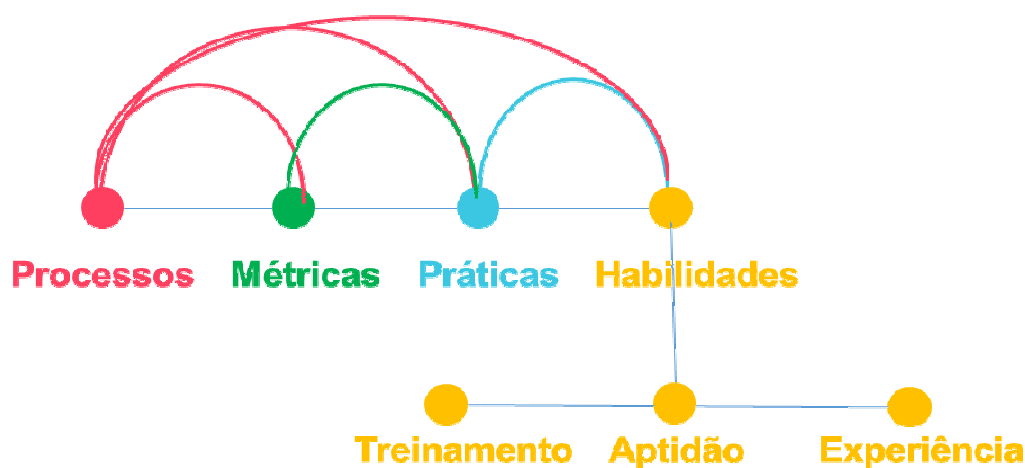 Processos Métricas Práticas Habilidades
Treinamento Aptidão Experiência